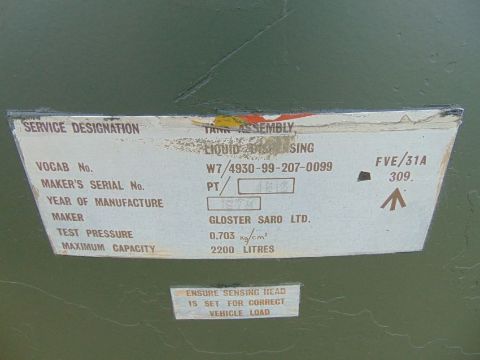 SERVICE DESIGNATION TANK ASSEMBLY
LIQUID DISPENSING
VOCAB No. W7/4930-99-207-0099 FVE/31A
MAKER'S SERIAL No. PT/ 309.
YEAR OF MANUFACTURE
MAKER GLOSTER SARO LTD.
TEST PRESSURE 0.703 kg/cm²
MAXIMUM CAPACITY 2200 LITRES
ENSURE SENSING HEAD
IS SET FOR CORRECT
VEHICLE LOAD